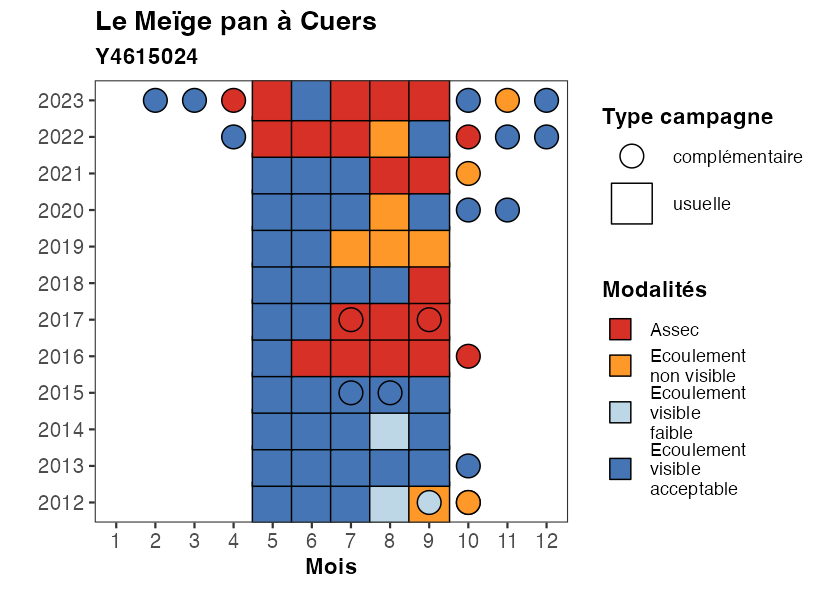 Le Meïge pan à Cuers
Y4615024
2023
2022
2021
2020
2019
2018
2017
2016
2015
2014
2013
2012
1 2 3 4 5 6 7 8 9 10 11 12
Mois
Type campagne
complémentaire
usuelle
Modalités
Assec
Ecoulement
non visible
Ecoulement
visible
faible
Ecoulement
visible
acceptable